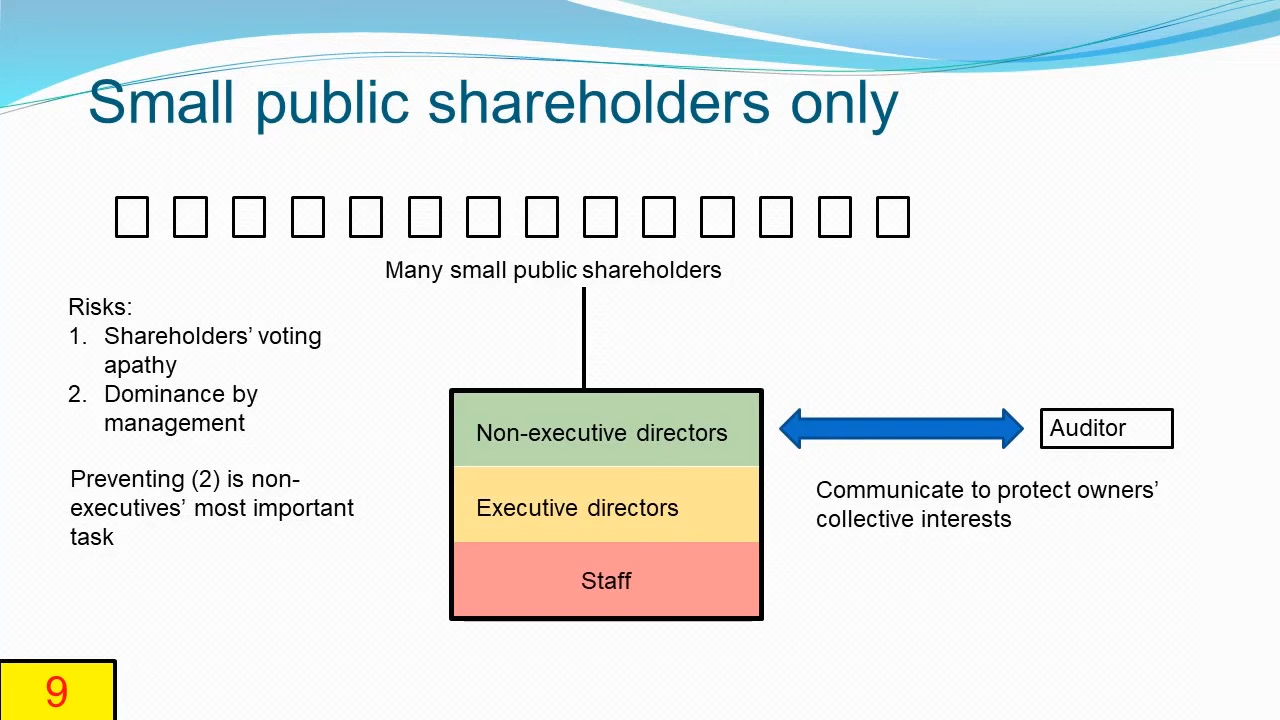 Small public shareholders only
Many small public shareholders
Risks:
1. Shareholders’ voting
apathy
2. Dominance by
management
Preventing (2) is non-
executives’ most important
task
Non-executive directors
Executive directors
Staff
Auditor
Communicate to protect owners’
collective interests
9